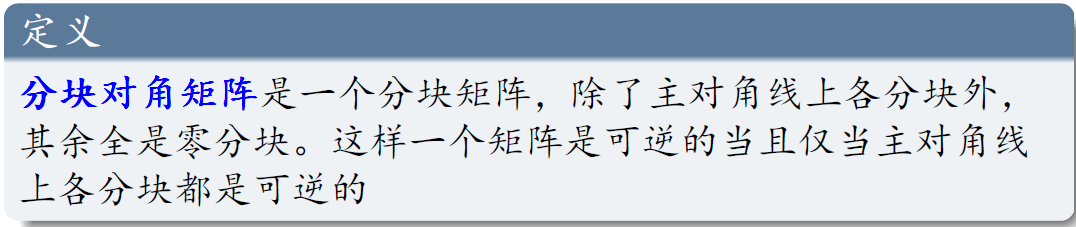 定义
分块对角矩阵是一个分块矩阵，除了主对角线上各分块外，
其余全是零分块。这样一个矩阵是可逆的当且仅当主对角线
上各分块都是可逆的